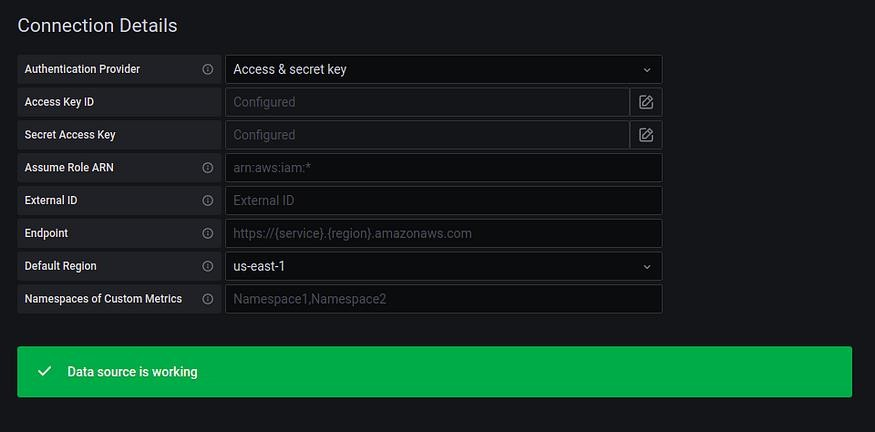 Connection Details
Authentication Provider Access & secret key
Access Key ID Configured
Secret Access Key Configured
Assume Role ARN arn:aws:iam:*
External ID External ID
Endpoint https://{service}.{region}.amazonaws.com
Default Region us-east-1
Namespaces of Custom Metrics Namespace1,Namespace2
Data source is working